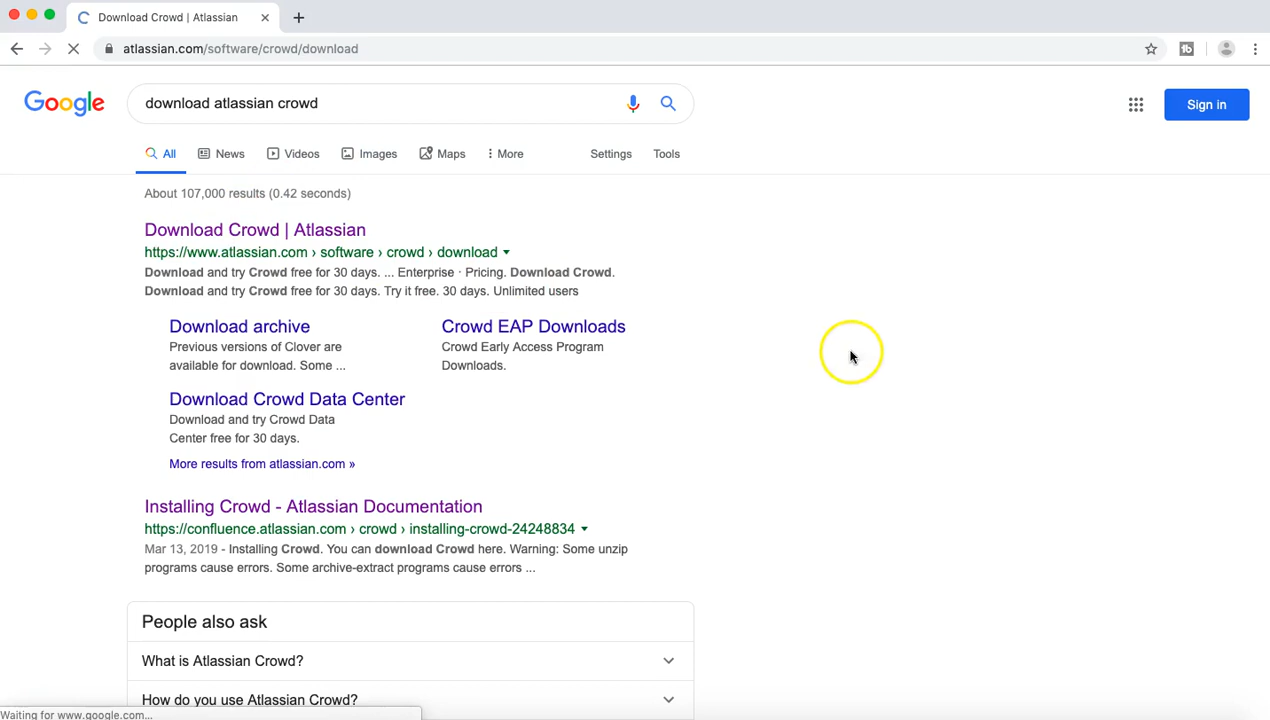 Download Crowd | Atlassian
atlassian.com/software/crowd/download
Google
download atlassian crowd
Sign in
All
News
Videos
Images
Maps
More
Settings
Tools
About 107,000 results (0.42 seconds)
Download Crowd | Atlassian
https://www.atlassian.com › software › crowd › download
Download and try Crowd free for 30 days. ... Enterprise · Pricing. Download Crowd.
Download and try Crowd free for 30 days. Try it free. 30 days. Unlimited users
Download archive
Previous versions of Clover are
available for download. Some ...
Crowd EAP Downloads
Crowd Early Access Program
Downloads.
Download Crowd Data Center
Download and try Crowd Data
Center free for 30 days.
More results from atlassian.com »
Installing Crowd - Atlassian Documentation
https://confluence.atlassian.com › crowd › installing-crowd-24248834
Mar 13, 2019 - Installing Crowd. You can download Crowd here. Warning: Some unzip
programs cause errors. Some archive-extract programs cause errors ...
People also ask
What is Atlassian Crowd?
How do you use Atlassian Crowd?
Waiting for www.google.com...